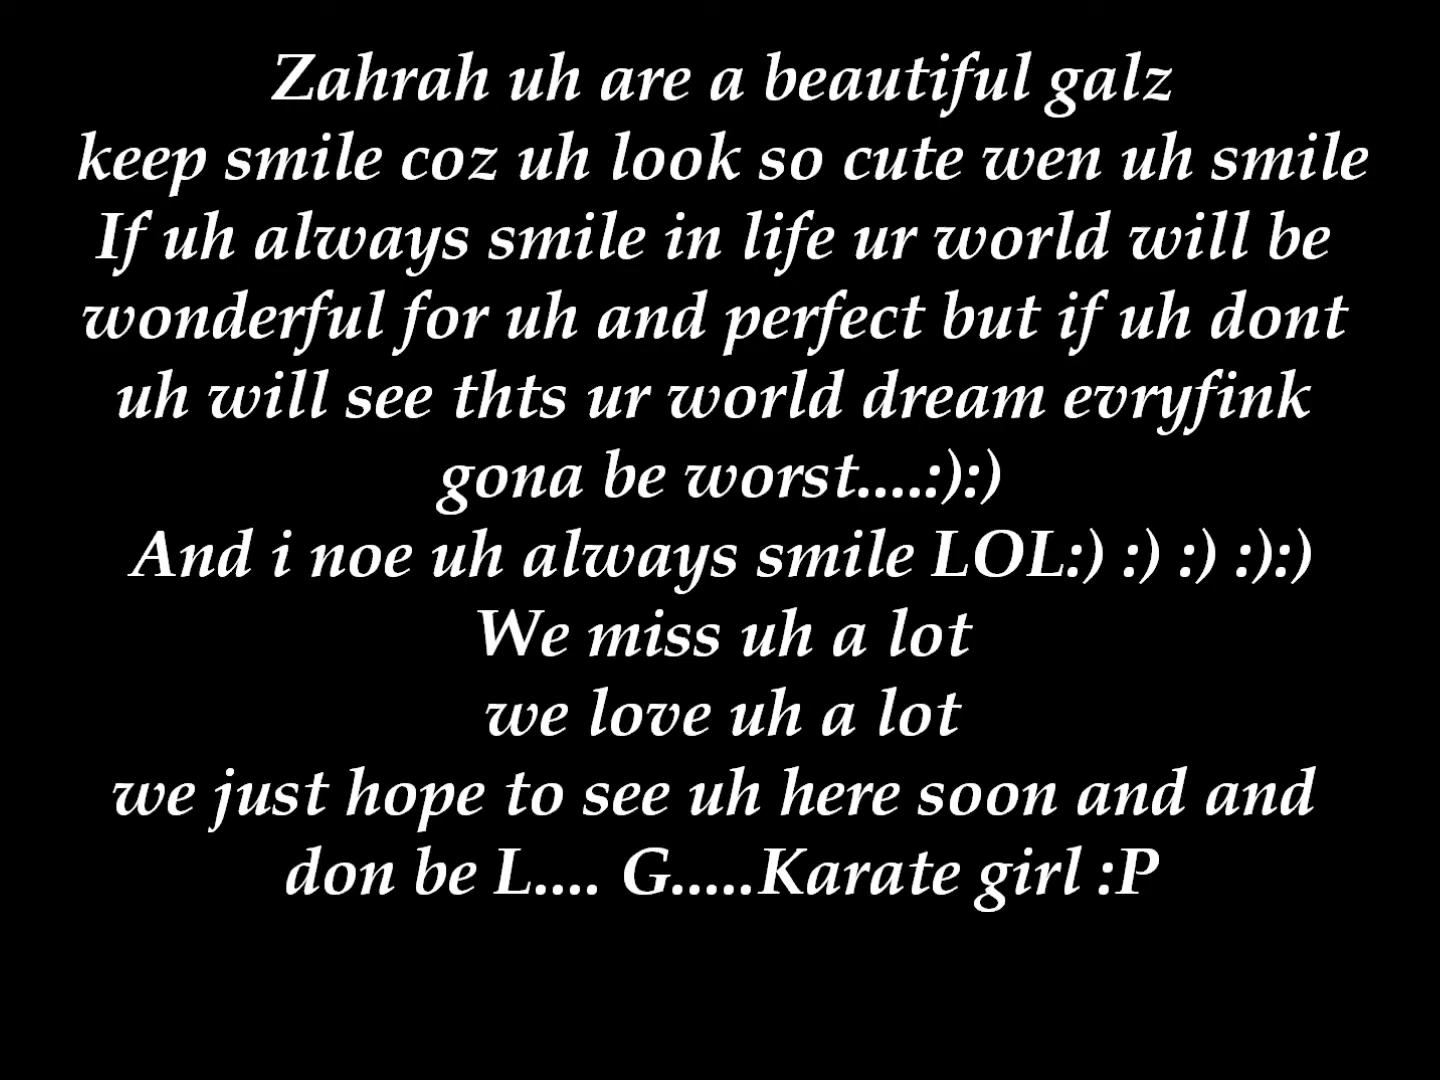 Zahrah uh are a beautiful galz
keep smile coz uh look so cute wen uh smile
If uh always smile in life ur world will be
wonderful for uh and perfect but if uh dont
uh will see thts ur world dream evryfink
gona be worst....:):)
And i noe uh always smile LOL:) :) :) :):)
We miss uh a lot
we love uh a lot
we just hope to see uh here soon and and
don be L.... G.....Karate girl :P